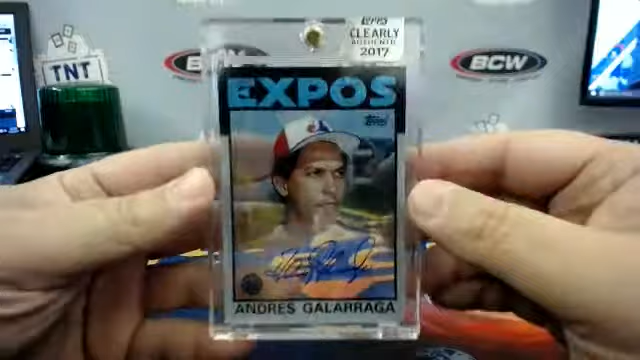 TOPPS
CLEARLY
AUTHENTIC
2017
TNT
BCW
BCW
EXPOS
Topps
ANDRES GALARRAGA